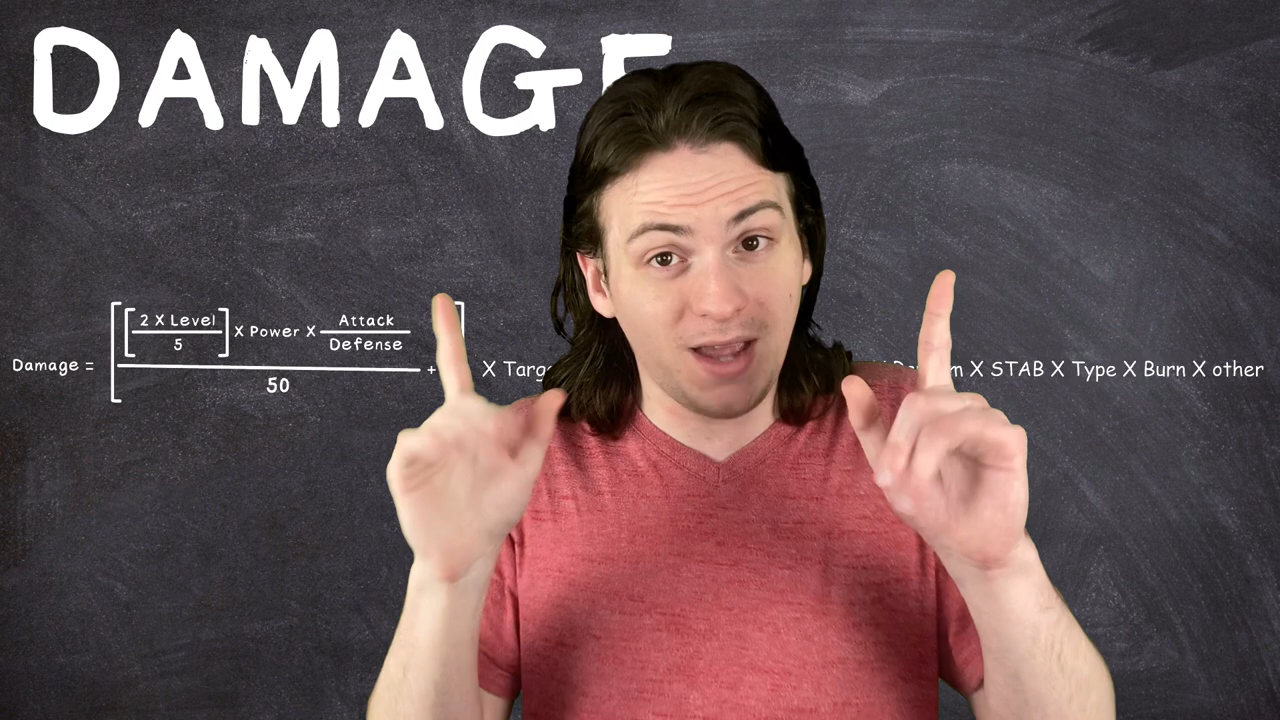 DAMAGE
Damage = [ [ 2 X Level / 5 ] X Power X Attack / Defense / 50 + ] X X STAB X Type X Burn X other